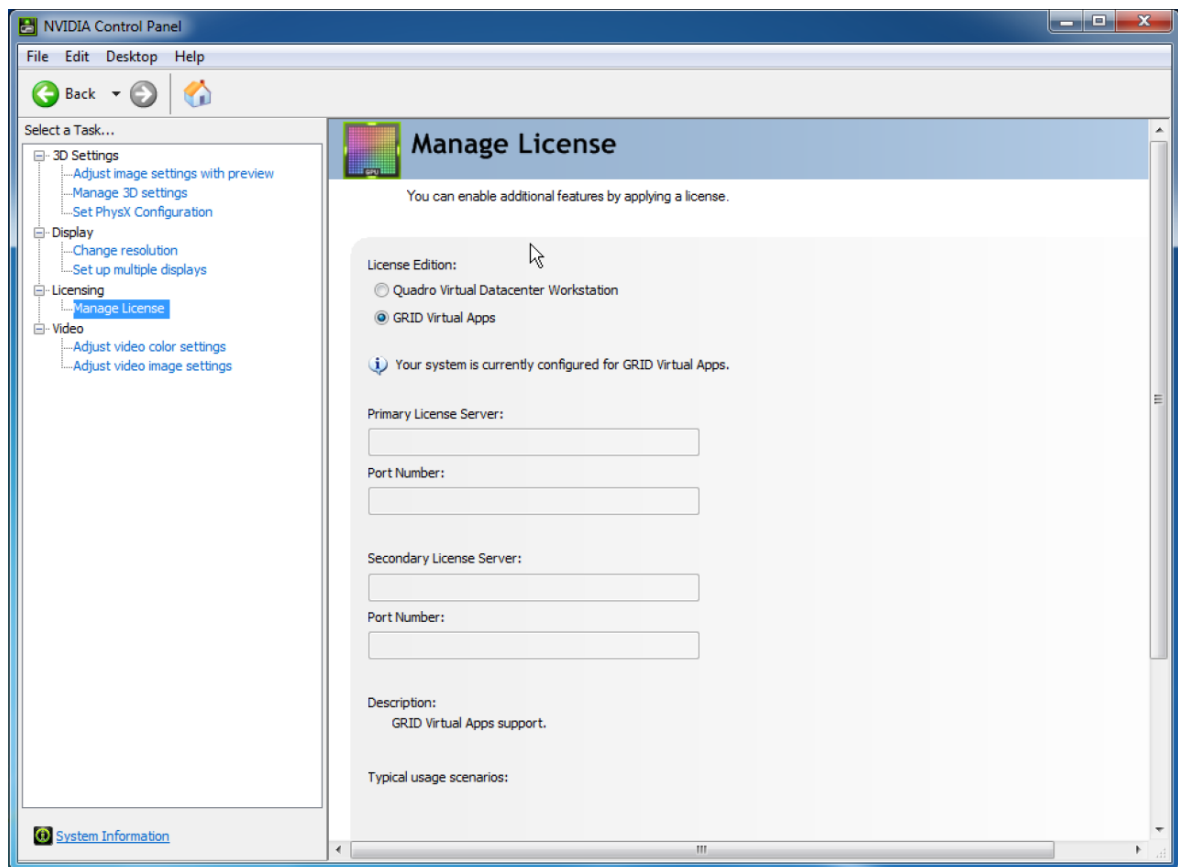 NVIDIA Control Panel
File Edit Desktop Help
Back
Select a Task...
3D Settings
Adjust image settings with preview
Manage 3D settings
Set PhysX Configuration
Display
Change resolution
Set up multiple displays
Licensing
Manage License
Video
Adjust video color settings
Adjust video image settings
System Information
GPU
Manage License
You can enable additional features by applying a license.
License Edition:
Quadro Virtual Datacenter Workstation
GRID Virtual Apps
Your system is currently configured for GRID Virtual Apps.
Primary License Server:
Port Number:
Secondary License Server:
Port Number:
Description:
GRID Virtual Apps support.
Typical usage scenarios: